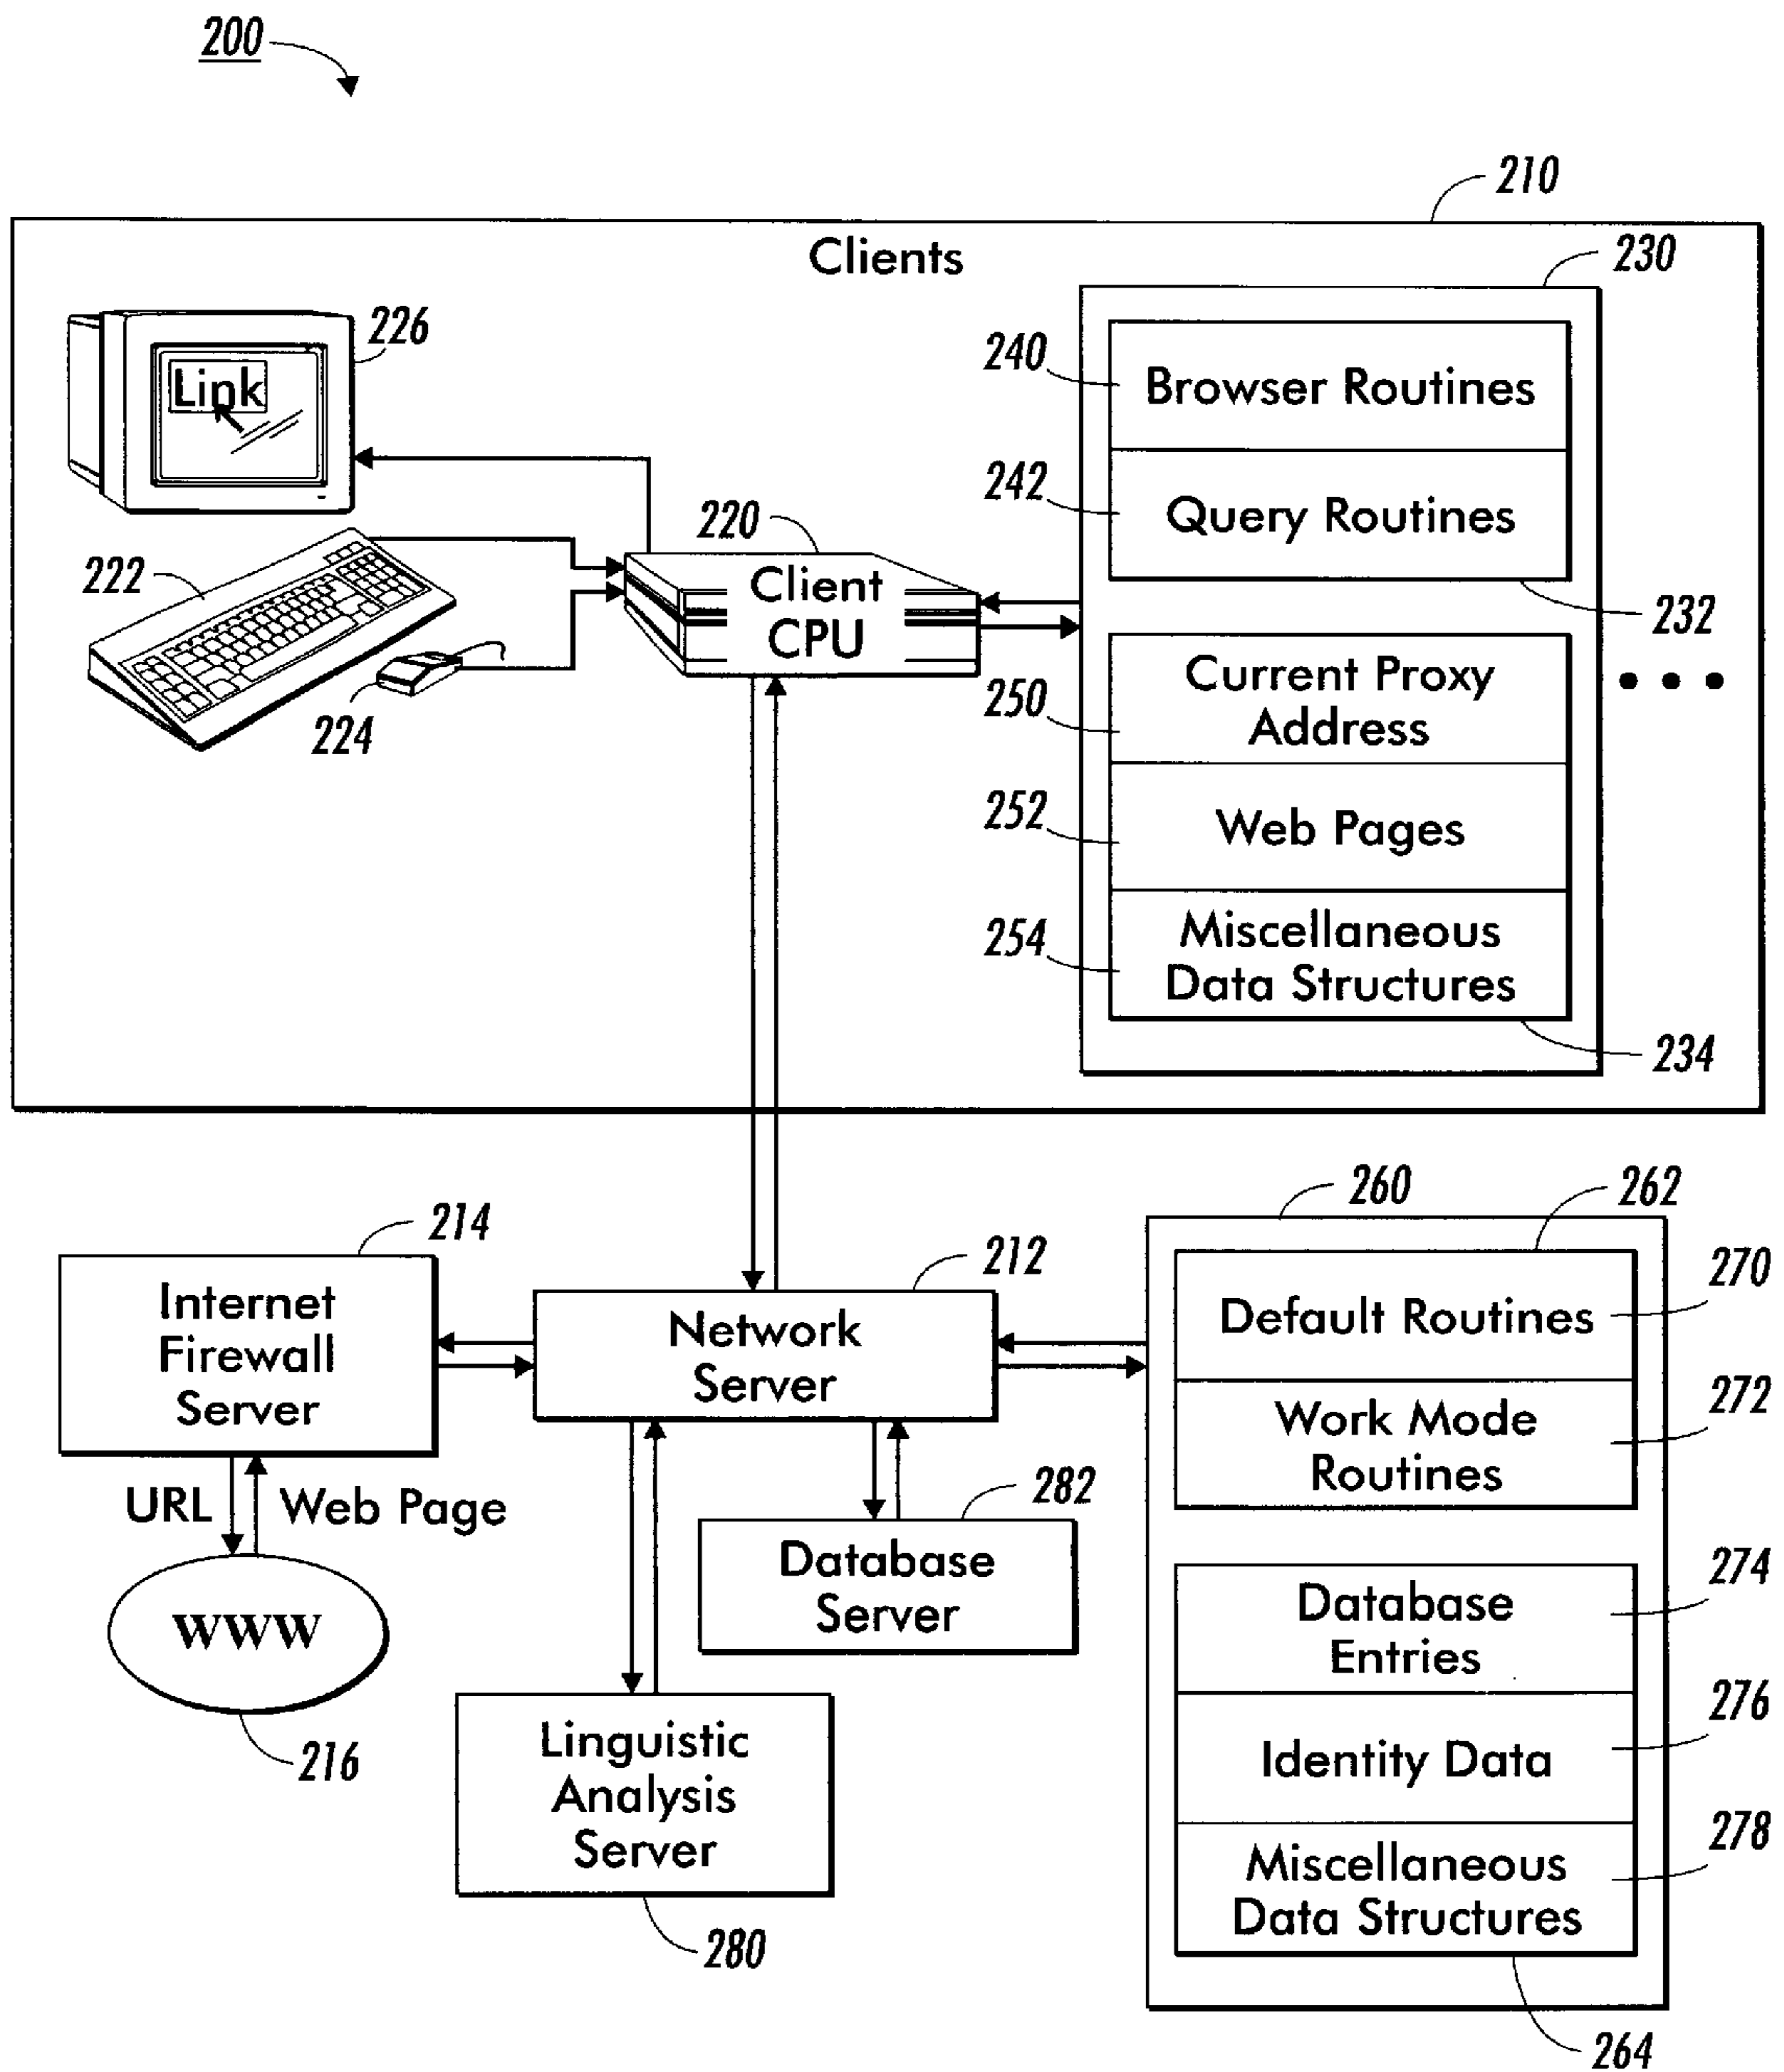 200
210
Clients
230
226
Link
240
Browser Routines
242
Query Routines
220
222
Client
CPU
232
224
250
Current Proxy
Address
252
Web Pages
254
Miscellaneous
Data Structures
234
260
262
214
212
270
Internet
Firewall
Server
Network
Server
Default Routines
272
Work Mode
Routines
URL
Web Page
282
Database
Server
274
Database
Entries
WWW
276
216
Linguistic
Analysis
Server
Identity Data
278
Miscellaneous
Data Structures
280
264